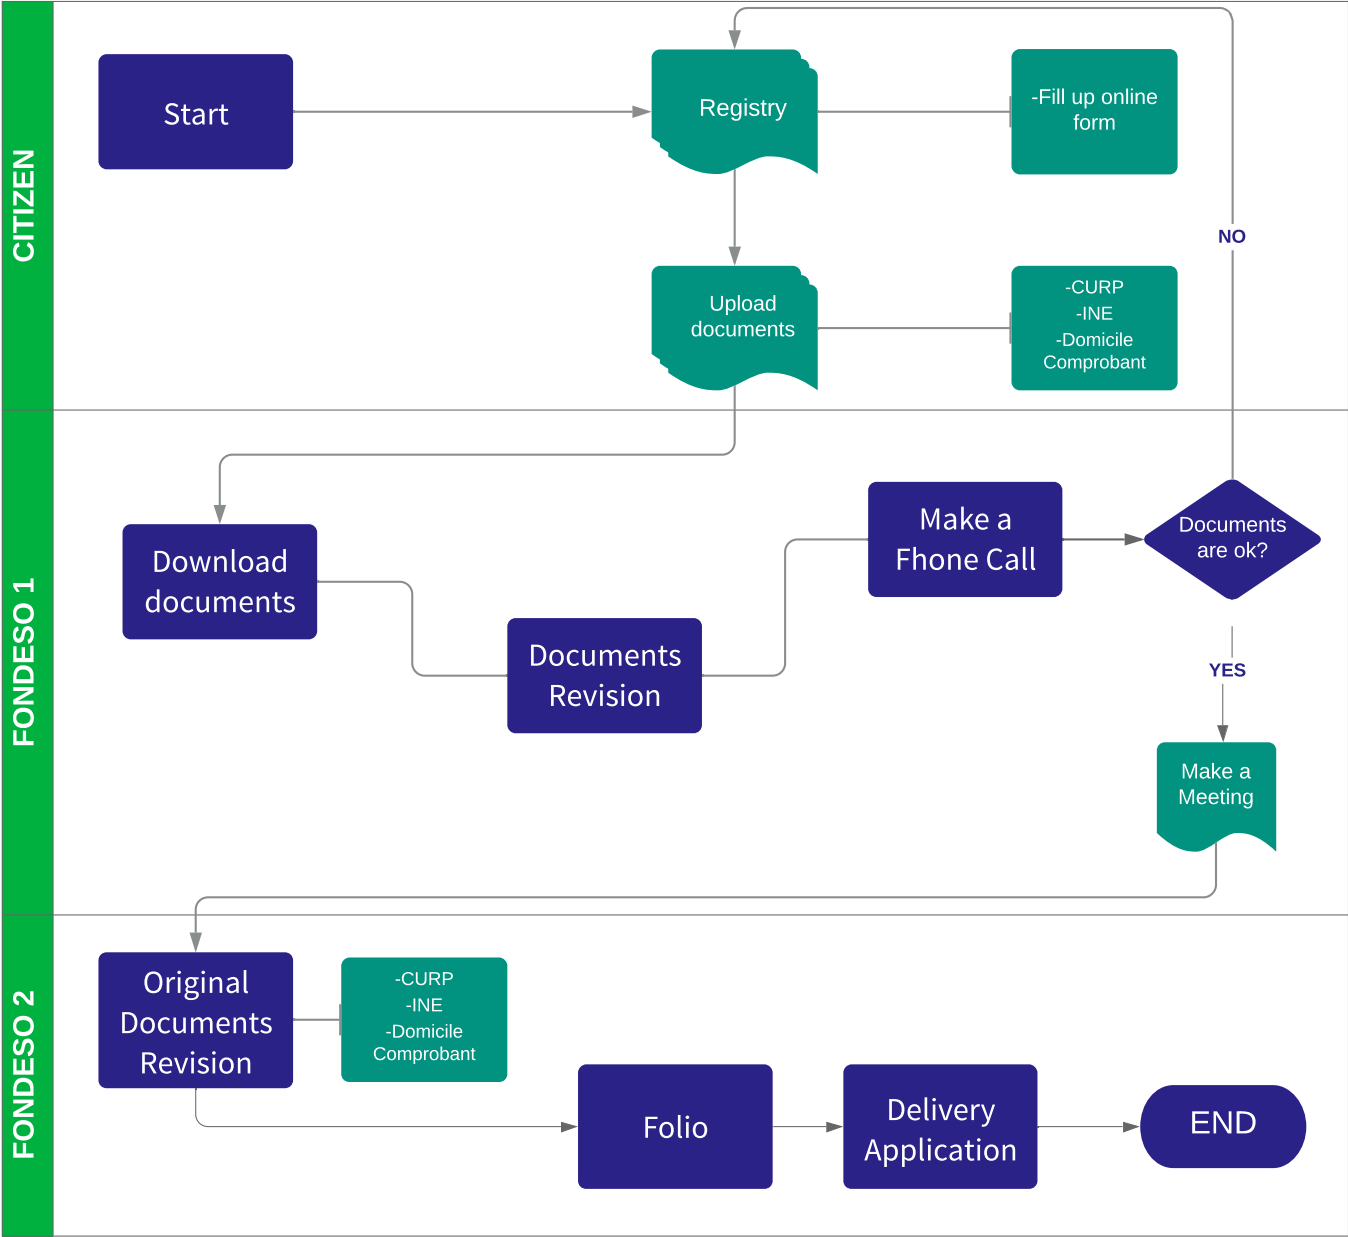 CITIZEN
Start
Registry
-Fill up online
form
NO
Upload
documents
-CURP
-INE
-Domicile
Comprobant
FONDESO 1
Download
documents
Documents
Revision
Make a
Fhone Call
Documents
are ok?
YES
Make a
Meeting
FONDESO 2
Original
Documents
Revision
-CURP
-INE
-Domicile
Comprobant
Folio
Delivery
Application
END